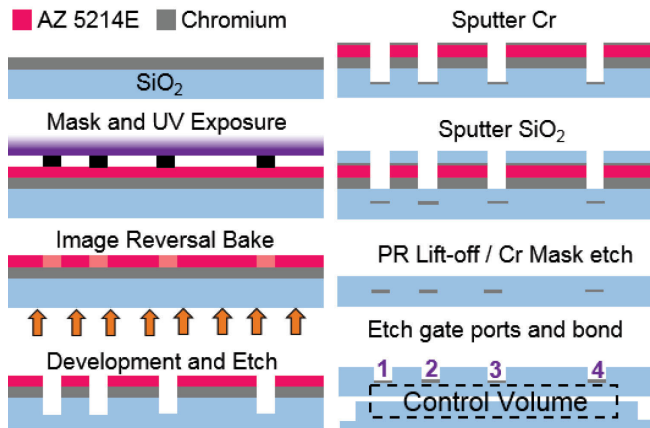 AZ 5214E Chromium
SiO₂
Mask and UV Exposure
Image Reversal Bake
Development and Etch
Sputter Cr
Sputter SiO₂
PR Lift-off / Cr Mask etch
Etch gate ports and bond
1 2 3 4
Control Volume